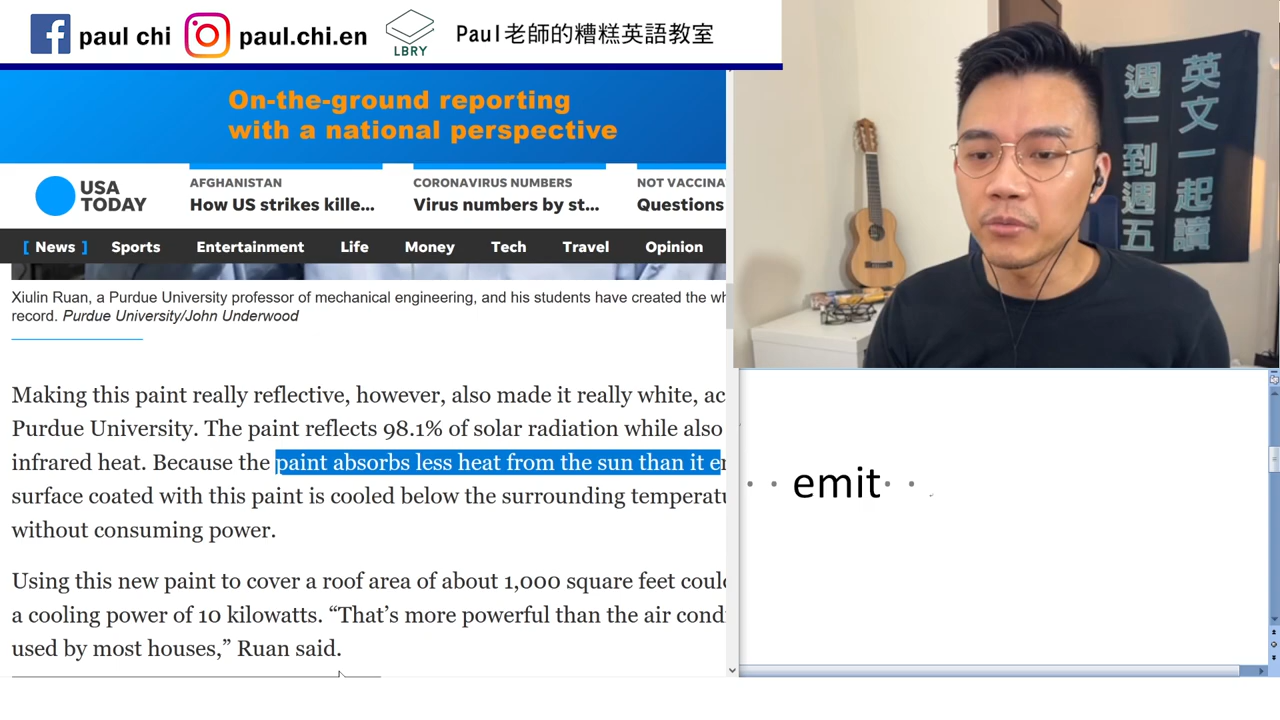 paul chi paul.chi.en LBRY Paul老師的糟糕英語教室
On-the-ground reporting
with a national perspective
USA TODAY
AFGHANISTAN
How US strikes kille...
CORONAVIRUS NUMBERS
Virus numbers by st...
NOT VACCINA
Questions
[ News ] Sports Entertainment Life Money Tech Travel Opinion
Xiulin Ruan, a Purdue University professor of mechanical engineering, and his students have created the wh
record. Purdue University/John Underwood
Making this paint really reflective, however, also made it really white, ac
Purdue University. The paint reflects 98.1% of solar radiation while also
infrared heat. Because the paint absorbs less heat from the sun than it e
surface coated with this paint is cooled below the surrounding temperatu
without consuming power.
Using this new paint to cover a roof area of about 1,000 square feet coul
a cooling power of 10 kilowatts. “That’s more powerful than the air cond
used by most houses,” Ruan said.
英文一起讀
週一到週五
emit